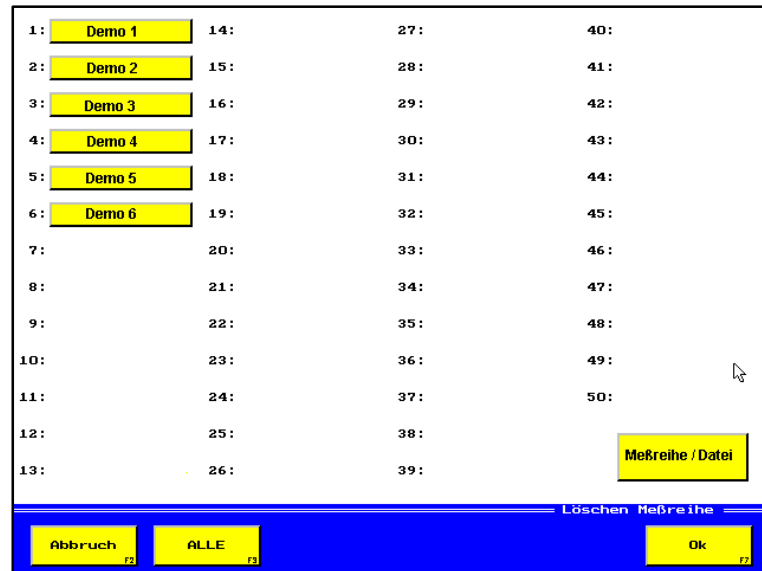 1: Demo 1 14: 27: 40:
2: Demo 2 15: 28: 41:
3: Demo 3 16: 29: 42:
4: Demo 4 17: 30: 43:
5: Demo 5 18: 31: 44:
6: Demo 6 19: 32: 45:
7: 20: 33: 46:
8: 21: 34: 47:
9: 22: 35: 48:
10: 23: 36: 49:
11: 24: 37: 50:
12: 25: 38:
Meßreihe / Datei
13: 26: 39:
Löschen Meßreihe
Abbruch F2 ALLE F3 Ok F7